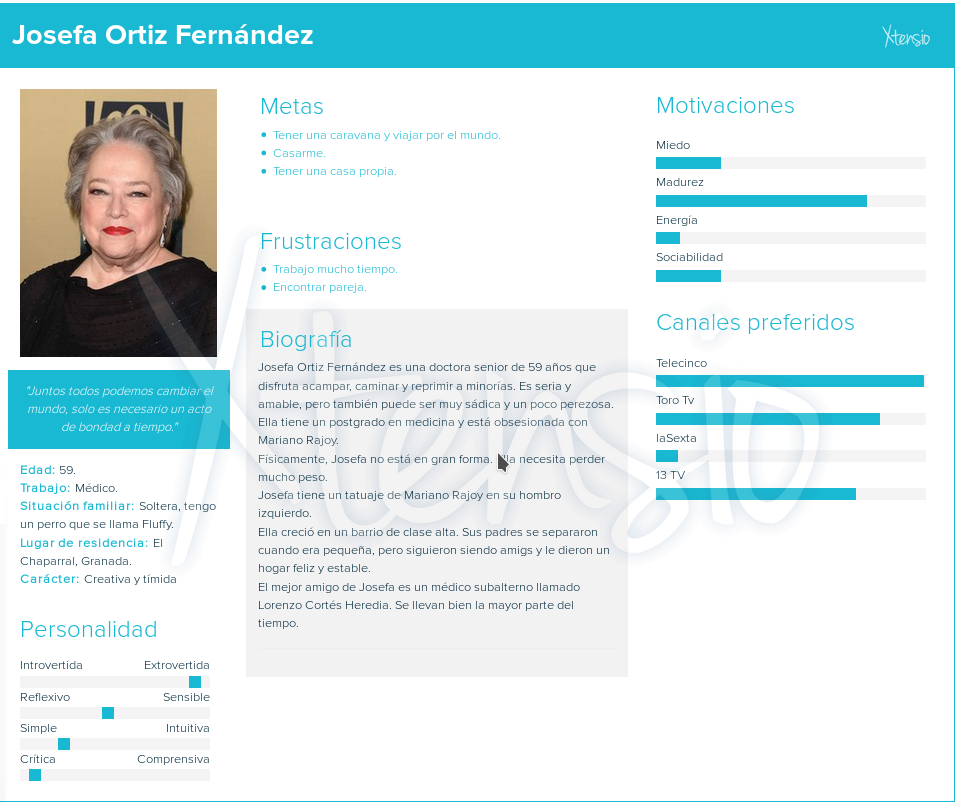 Josefa Ortiz Fernández
Xtensio
"Juntos todos podemos cambiar el
mundo, solo es necesario un acto
de bondad a tiempo."
Edad: 59.
Trabajo: Médico.
Situación familiar: Soltera, tengo
un perro que se llama Fluffy.
Lugar de residencia: El
Chaparral, Granada.
Carácter: Creativa y tímida
Personalidad
Introvertida Extrovertida
Reflexivo Sensible
Simple Intuitiva
Crítica Comprensiva
Metas
Tener una caravana y viajar por el mundo.
Casarme.
Tener una casa propia.
Frustraciones
Trabajo mucho tiempo.
Encontrar pareja.
Biografía
Josefa Ortiz Fernández es una doctora senior de 59 años que
disfruta acampar, caminar y reprimir a minorías. Es seria y
amable, pero también puede ser muy sádica y un poco perezosa.
Ella tiene un postgrado en medicina y está obsesionada con
Mariano Rajoy.
Físicamente, Josefa no está en gran forma. Ella necesita perder
mucho peso.
Josefa tiene un tatuaje de Mariano Rajoy en su hombro
izquierdo.
Ella creció en un barrio de clase alta. Sus padres se separaron
cuando era pequeña, pero siguieron siendo amigs y le dieron un
hogar feliz y estable.
El mejor amigo de Josefa es un médico subalterno llamado
Lorenzo Cortés Heredia. Se llevan bien la mayor parte del
tiempo.
Motivaciones
Miedo
Madurez
Energía
Sociabilidad
Canales preferidos
Telecinco
Toro Tv
laSexta
13 TV
Xtensio